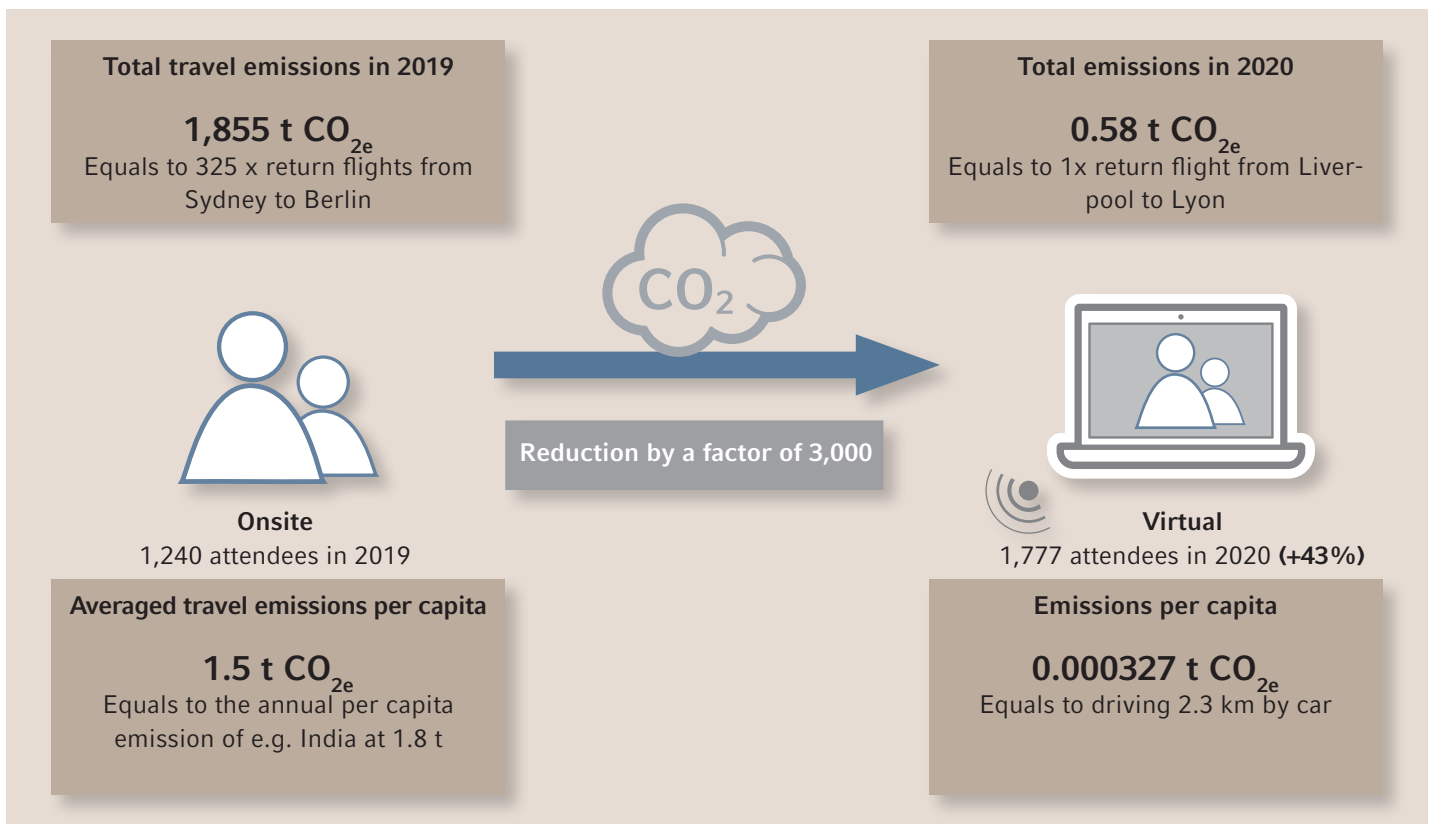 Total travel emissions in 2019
1,855 t CO2e
Equals to 325 x return flights from
Sydney to Berlin
Total emissions in 2020
0.58 t CO2e
Equals to 1x return flight from Liver-
pool to Lyon
CO2
Reduction by a factor of 3,000
Onsite
1,240 attendees in 2019
Virtual
1,777 attendees in 2020 (+43%)
Averaged travel emissions per capita
1.5 t CO2e
Equals to the annual per capita
emission of e.g. India at 1.8 t
Emissions per capita
0.000327 t CO2e
Equals to driving 2.3 km by car